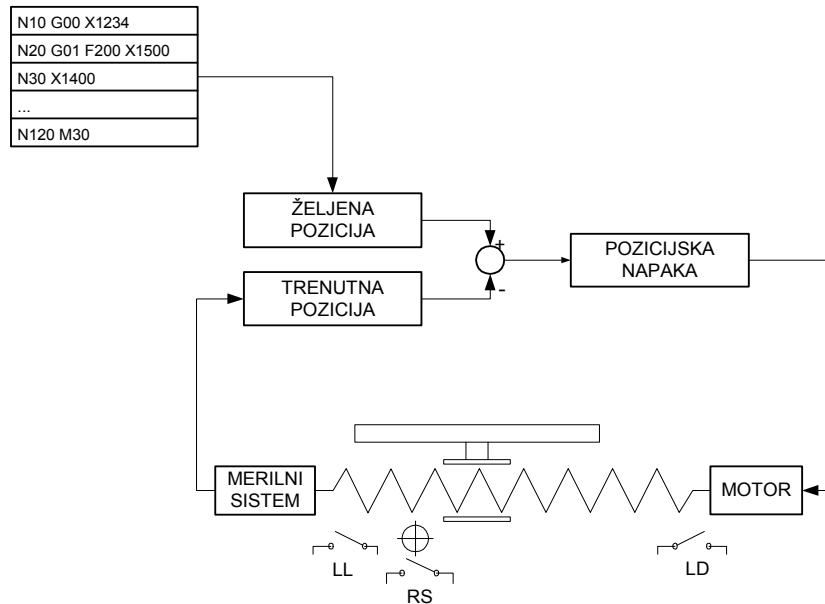 N10 G00 X1234
N20 G01 F200 X1500
N30 X1400
...
N120 M30
ŽELJENA
POZICIJA
+
-
POZICIJSKA
NAPAKA
TRENUTNA
POZICIJA
MERILNI
SISTEM
MOTOR
LL
RS
LD